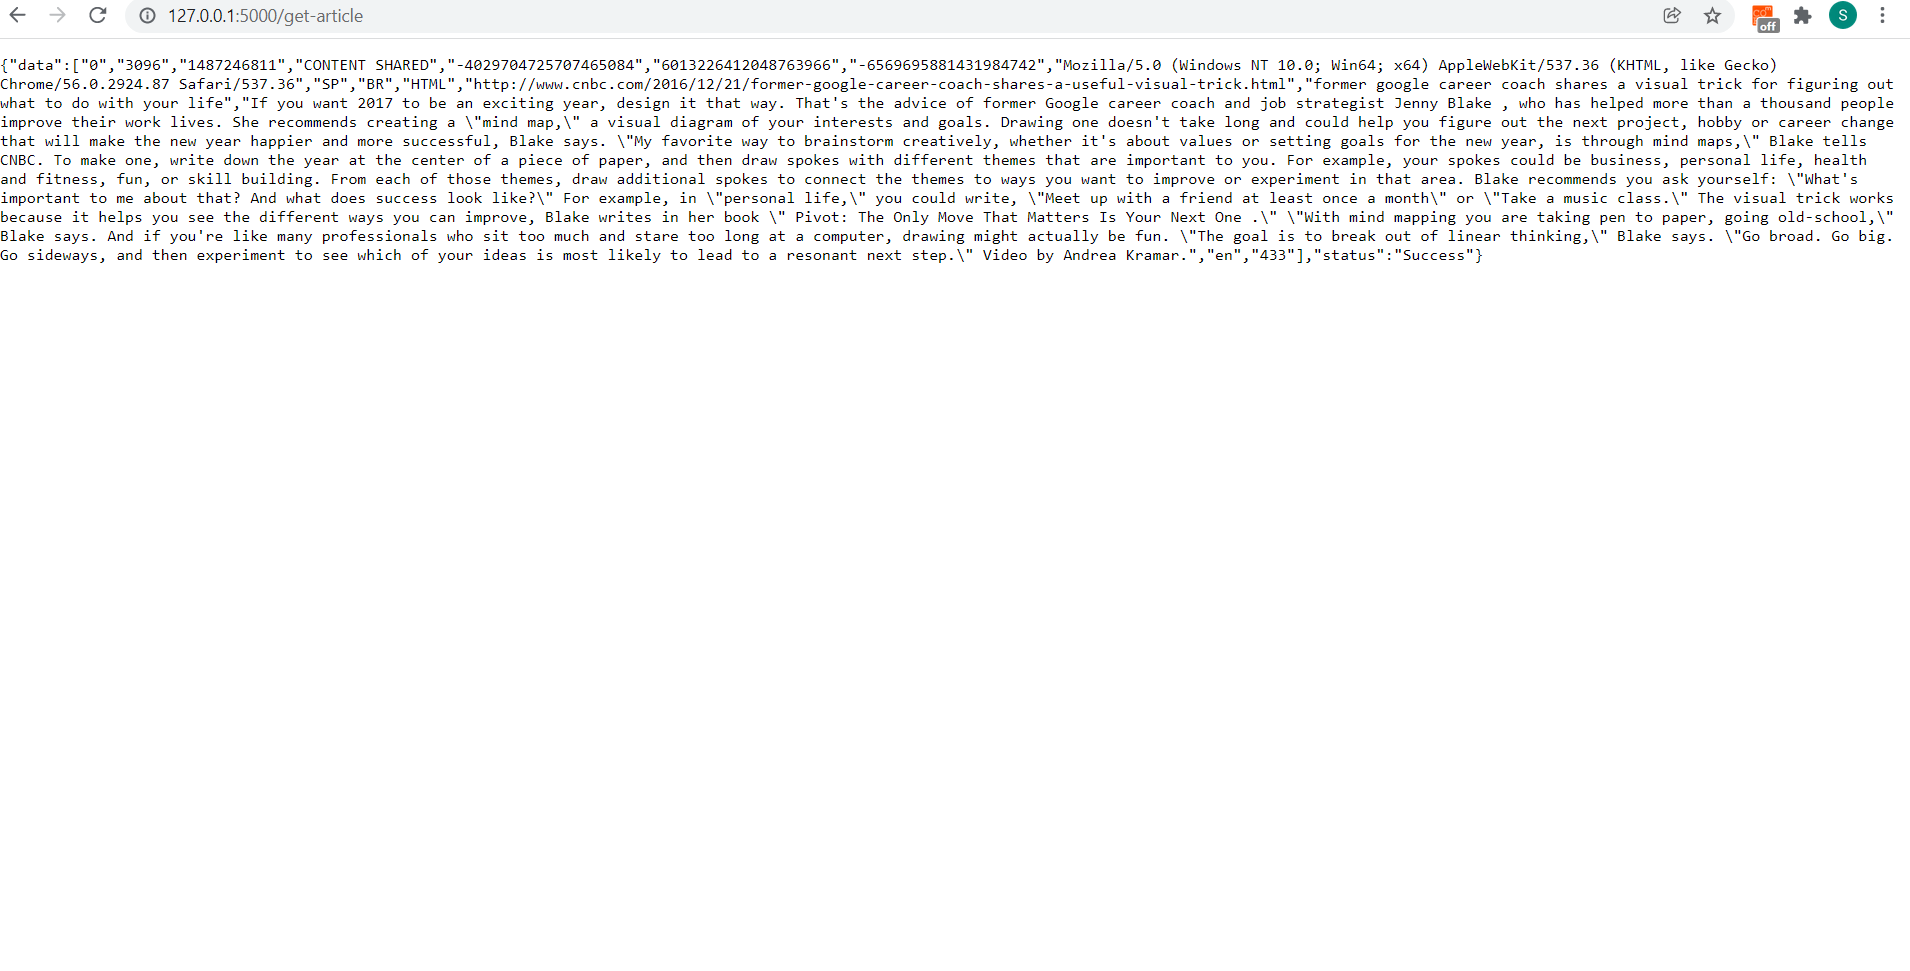 127.0.0.1:5000/get-article
off
S
{"data":["0","3096","1487246811","CONTENT SHARED","-4029704725707465084","6013226412048763966","-6569695881431984742","Mozilla/5.0 (Windows NT 10.0; Win64; x64) AppleWebKit/537.36 (KHTML, like Gecko)
Chrome/56.0.2924.87 Safari/537.36","SP","BR","HTML","http://www.cnbc.com/2016/12/21/former-google-career-coach-shares-a-useful-visual-trick.html","former google career coach shares a visual trick for figuring out
what to do with your life","If you want 2017 to be an exciting year, design it that way. That's the advice of former Google career coach and job strategist Jenny Blake , who has helped more than a thousand people
improve their work lives. She recommends creating a \"mind map,\" a visual diagram of your interests and goals. Drawing one doesn't take long and could help you figure out the next project, hobby or career change
that will make the new year happier and more successful, Blake says. \"My favorite way to brainstorm creatively, whether it's about values or setting goals for the new year, is through mind maps,\" Blake tells
CNBC. To make one, write down the year at the center of a piece of paper, and then draw spokes with different themes that are important to you. For example, your spokes could be business, personal life, health
and fitness, fun, or skill building. From each of those themes, draw additional spokes to connect the themes to ways you want to improve or experiment in that area. Blake recommends you ask yourself: \"What's
important to me about that? And what does success look like?\" For example, in \"personal life,\" you could write, \"Meet up with a friend at least once a month\" or \"Take a music class.\" The visual trick works
because it helps you see the different ways you can improve, Blake writes in her book \" Pivot: The Only Move That Matters Is Your Next One .\" \"With mind mapping you are taking pen to paper, going old-school,\"
Blake says. And if you're like many professionals who sit too much and stare too long at a computer, drawing might actually be fun. \"The goal is to break out of linear thinking,\" Blake says. \"Go broad. Go big.
Go sideways, and then experiment to see which of your ideas is most likely to lead to a resonant next step.\" Video by Andrea Kramar.","en","433"],"status":"Success"}